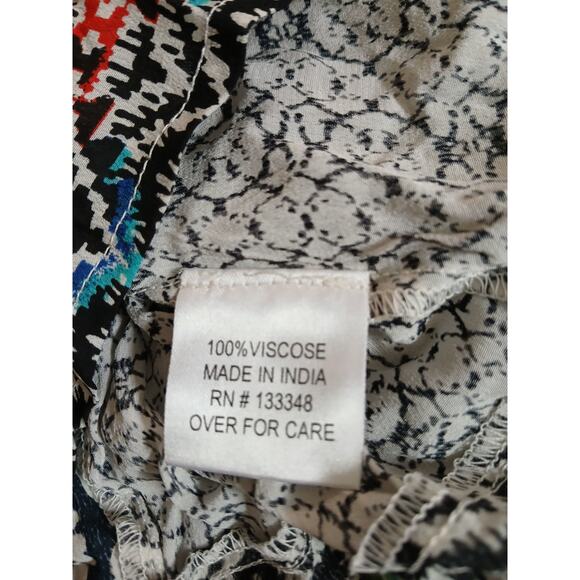 100%VISCOSE
MADE IN INDIA
RN # 133348
OVER FOR CARE